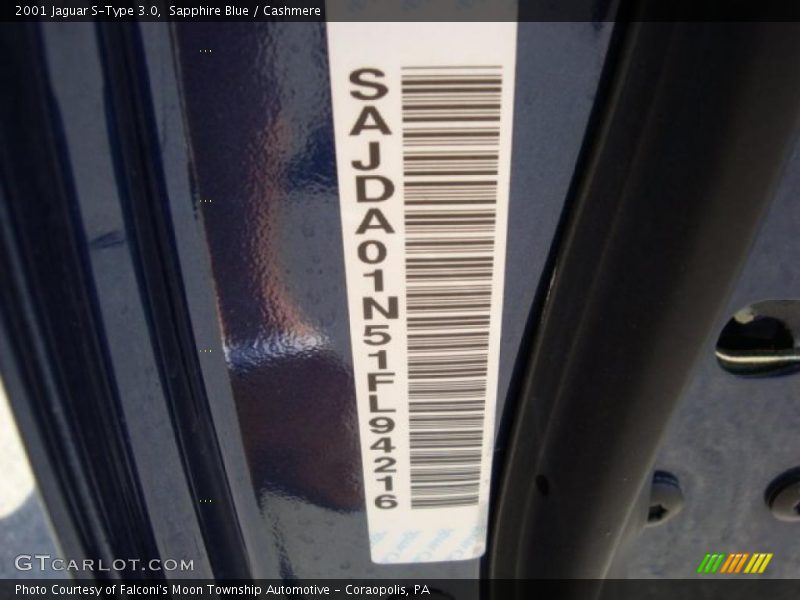 2001 Jaguar S-Type 3.0, Sapphire Blue / Cashmere
SAJDA01N51FL94216
GTCARLOT.COM
Photo Courtesy of Falconi's Moon Township Automotive - Coraopolis, PA